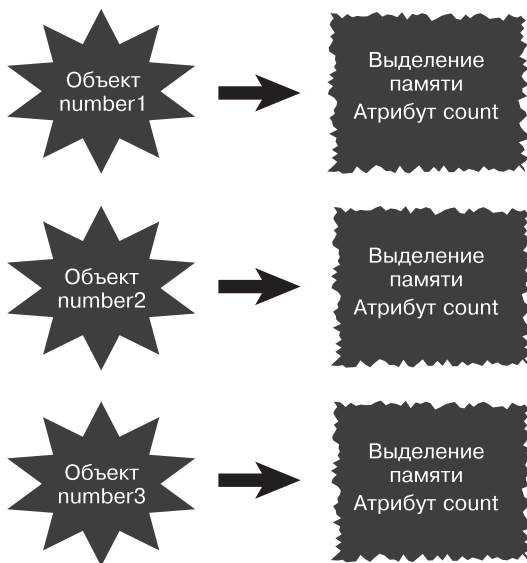 Объект
number1
Выделение
памяти
Атрибут count
Объект
number2
Выделение
памяти
Атрибут count
Объект
number3
Выделение
памяти
Атрибут count